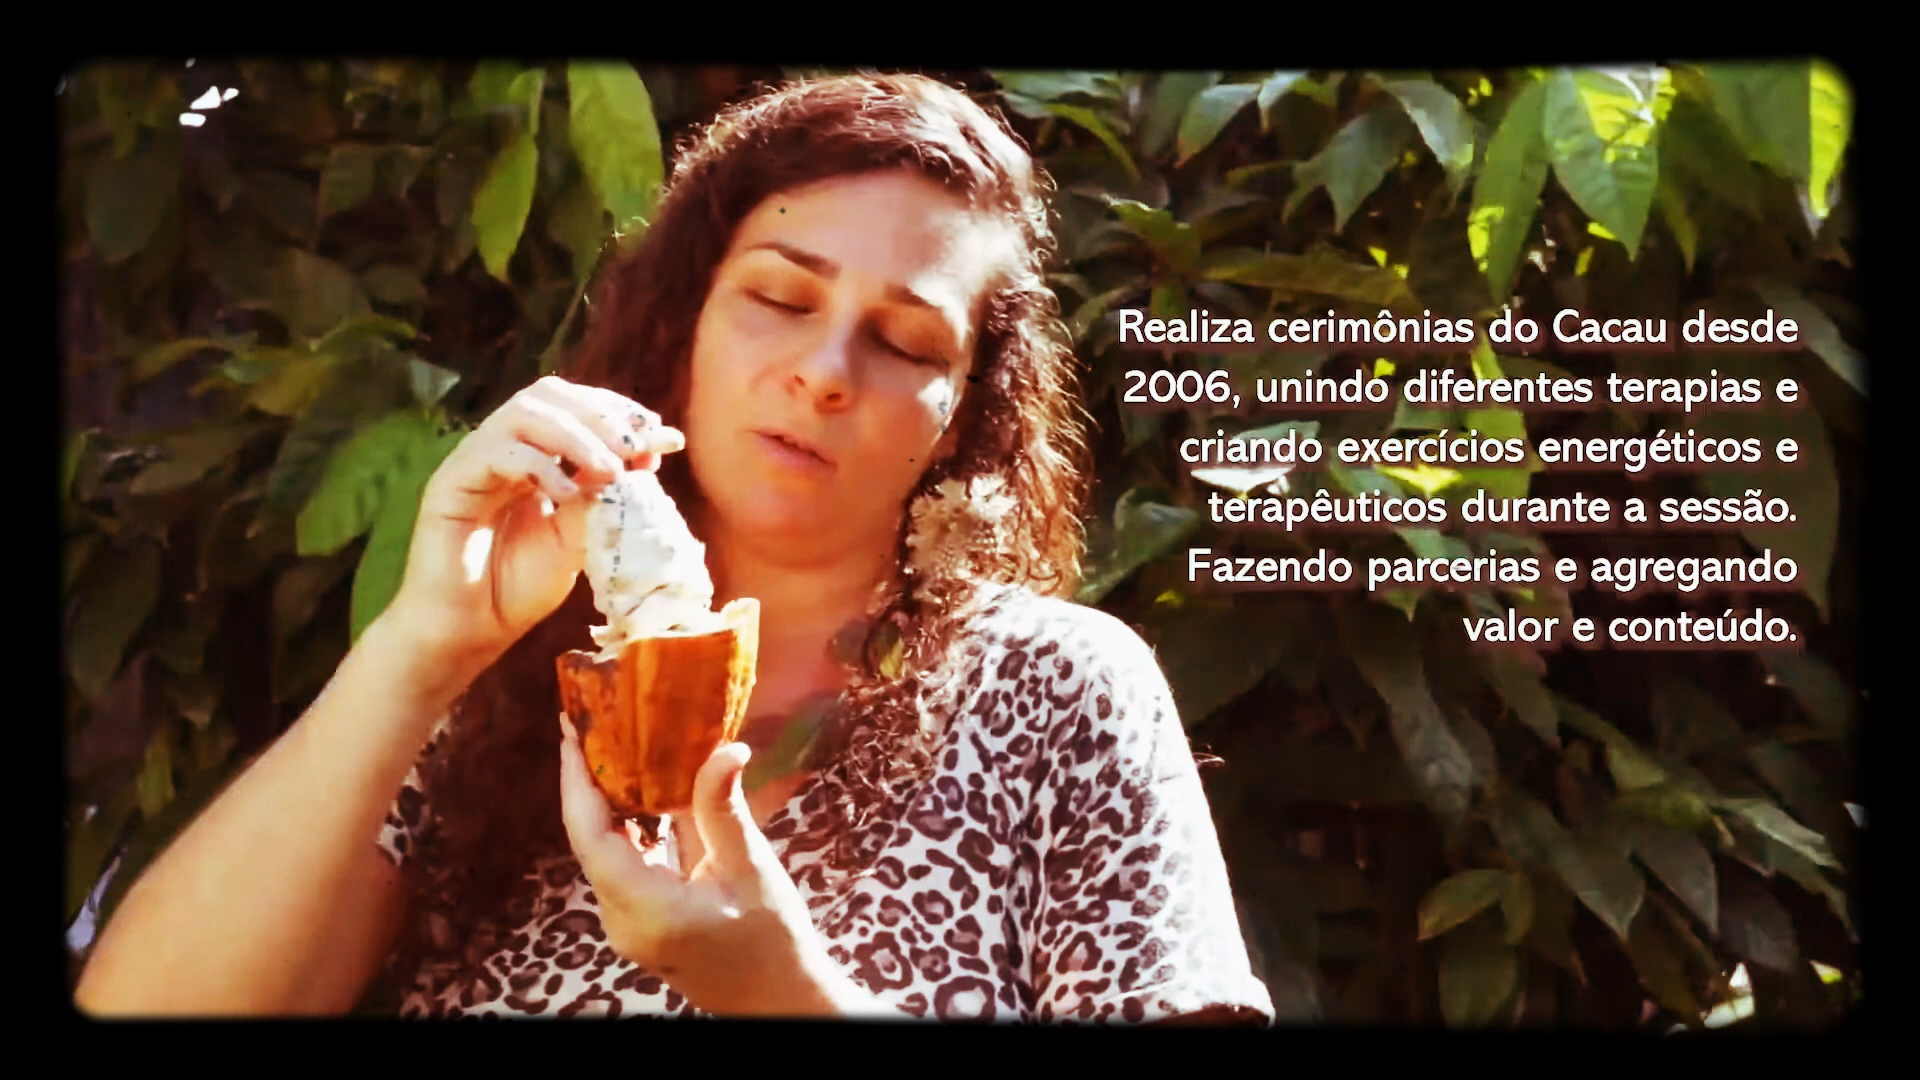 Realiza cerimônias do Cacau desde
2006, unindo diferentes terapias e
criando exercícios energéticos e
terapêuticos durante a sessão.
Fazendo parcerias e agregando
valor e conteúdo.